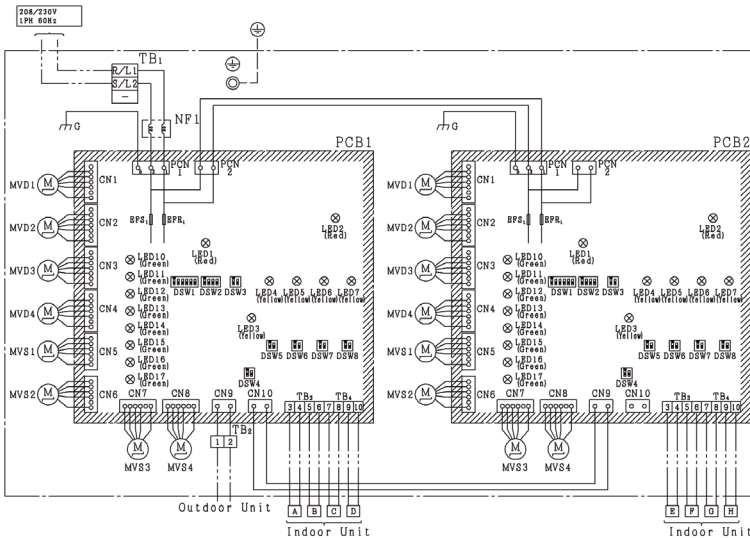 208/230V
1PH 60Hz
TB1
R/L1
S/L2
—
G
NF1
G
PCB1
PCB2
PCN
1
PCN
2
PCN
1
PCN
2
MVD1 M CN1
MVD2 M CN2
MVD3 M CN3
MVD4 M CN4
MVS1 M CN5
MVS2 M CN6
EFS1
EFR1
LED1
(Red)
LED2
(Red)
LED10
(Green)
LED11
(Green)
LED12
(Green)
LED13
(Green)
LED14
(Green)
LED15
(Green)
LED16
(Green)
LED17
(Green)
DSW1 DSW2 DSW3
LED4 LED5 LED6 LED7
(Yellow) (Yellow) (Yellow) (Yellow)
LED3
(Yellow)
DSW5 DSW6 DSW7 DSW8
DSW4
CN7 CN8 CN9 CN10
TB3 TB4
3 4 5 6 7 8 9 10
M M
MVS3 MVS4
TB2
1 2
Outdoor Unit
A B C D
Indoor Unit
MVD1 M CN1
MVD2 M CN2
MVD3 M CN3
MVD4 M CN4
MVS1 M CN5
MVS2 M CN6
EFS1
EFR1
LED1
(Red)
LED2
(Red)
LED10
(Green)
LED11
(Green)
LED12
(Green)
LED13
(Green)
LED14
(Green)
LED15
(Green)
LED16
(Green)
LED17
(Green)
DSW1 DSW2 DSW3
LED4 LED5 LED6 LED7
(Yellow) (Yellow) (Yellow) (Yellow)
LED3
(Yellow)
DSW5 DSW6 DSW7 DSW8
DSW4
CN7 CN8 CN9 CN10
TB3 TB4
3 4 5 6 7 8 9 10
M M
MVS3 MVS4
E F G H
Indoor Unit